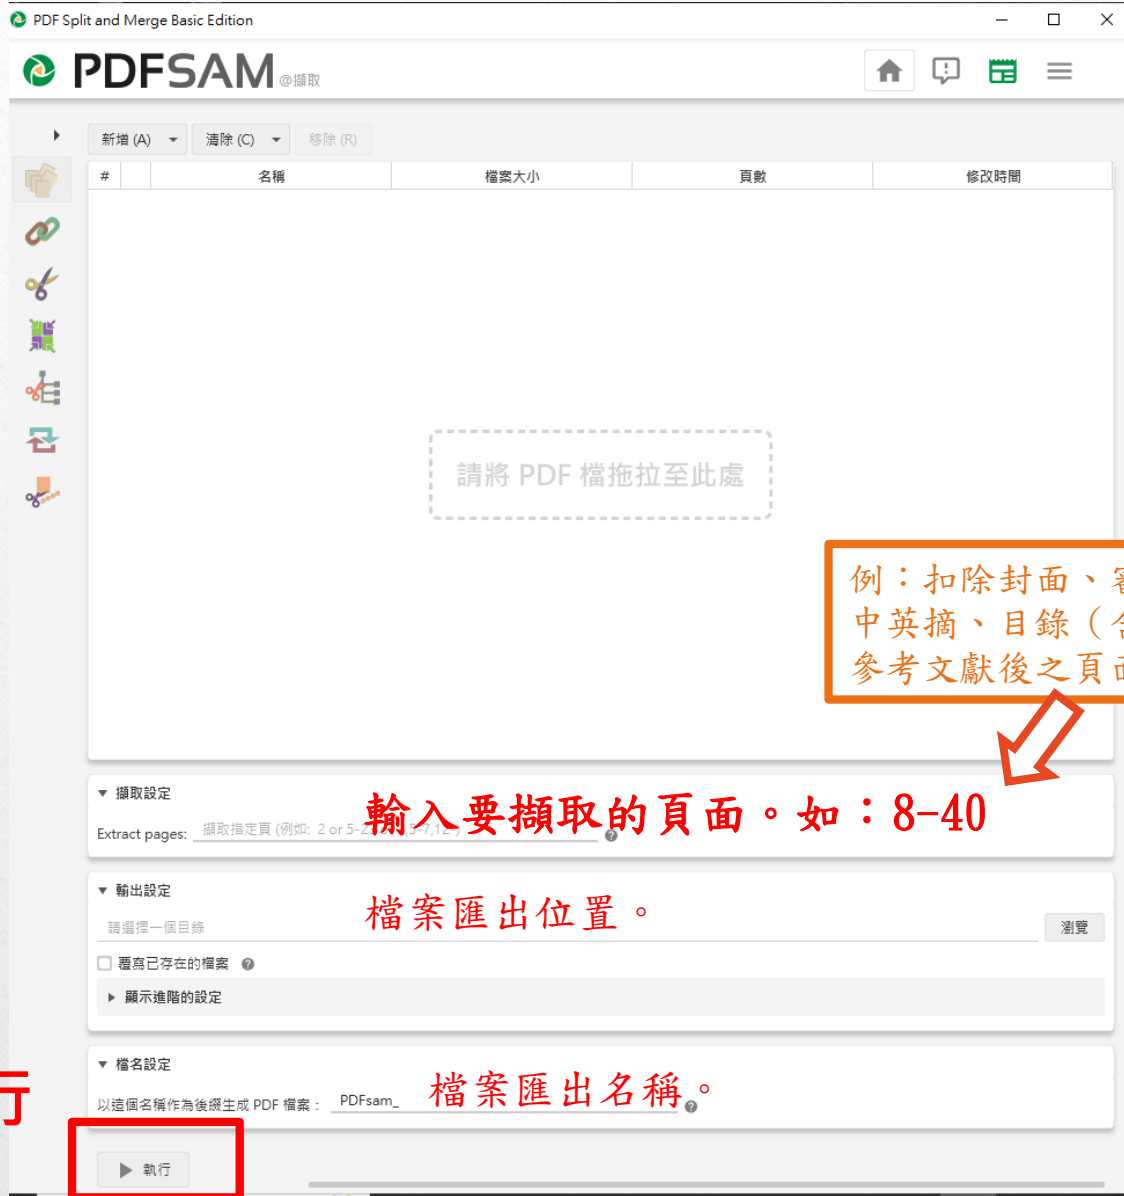 PDF Split and Merge Basic Edition
PDFSAM @擷取
新增 (A) 清除 (C) 移除 (R)
# 名稱 檔案大小 頁數 修改時間
請將 PDF 檔拖拉至此處
例：扣除封面、
中英摘、目錄（
參考文獻後之頁
擷取設定
輸入要擷取的頁面。如：8-40
Extract pages: 擷取指定頁 (例如: 2 or 5-23
輸出設定
檔案匯出位置。
請選擇一個目錄 瀏覽
覆寫已存在的檔案
顯示進階的設定
檔名設定
行
檔案匯出名稱。
以這個名稱作為後綴生成 PDF 檔案： PDFsam_
執行